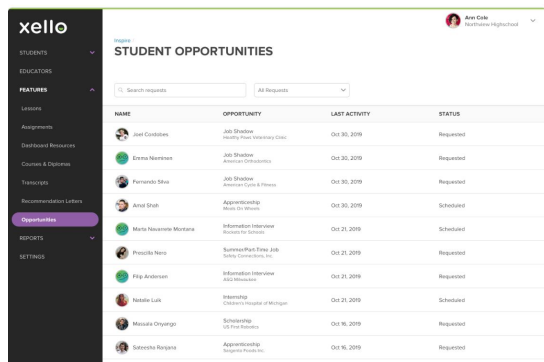 xello
Ann Cole
Northview Highschool
STUDENTS
EDUCATORS
FEATURES
Lessons
Assignments
Dashboard Resources
Courses & Diplomas
Transcripts
Recommendation Letters
Opportunities
REPORTS
SETTINGS
Inspira /
STUDENT OPPORTUNITIES
Search requests
All Requests
NAME OPPORTUNITY LAST ACTIVITY STATUS
Joel Cordobes Job Shadow Oct 30, 2019 Requested
Healthy Paws Veterinary Clinic
Emma Nieminen Job Shadow Oct 30, 2019 Requested
American Orthodontics
Fernando Silva Job Shadow Oct 30, 2019 Requested
American Cycle & Fitness
Amal Shah Apprenticeship Oct 30, 2019 Scheduled
Meals On Wheels
Marta Navarrete Montana Information Interview Oct 21, 2019 Scheduled
Rockets for Schools
Prescilla Nero Summer/Part-Time Job Oct 21, 2019 Requested
Safety Connections, Inc.
Filip Andersen Information Interview Oct 21, 2019 Requested
ASQ Milwaukee
Natalie Luik Internship Oct 21, 2019 Scheduled
Children's Hospital of Michigan
Massula Onyango Scholarship Oct 16, 2019 Requested
US First Robotics
Sateesha Ranjana Apprenticeship Oct 16, 2019 Requested
Sargento Foods Inc